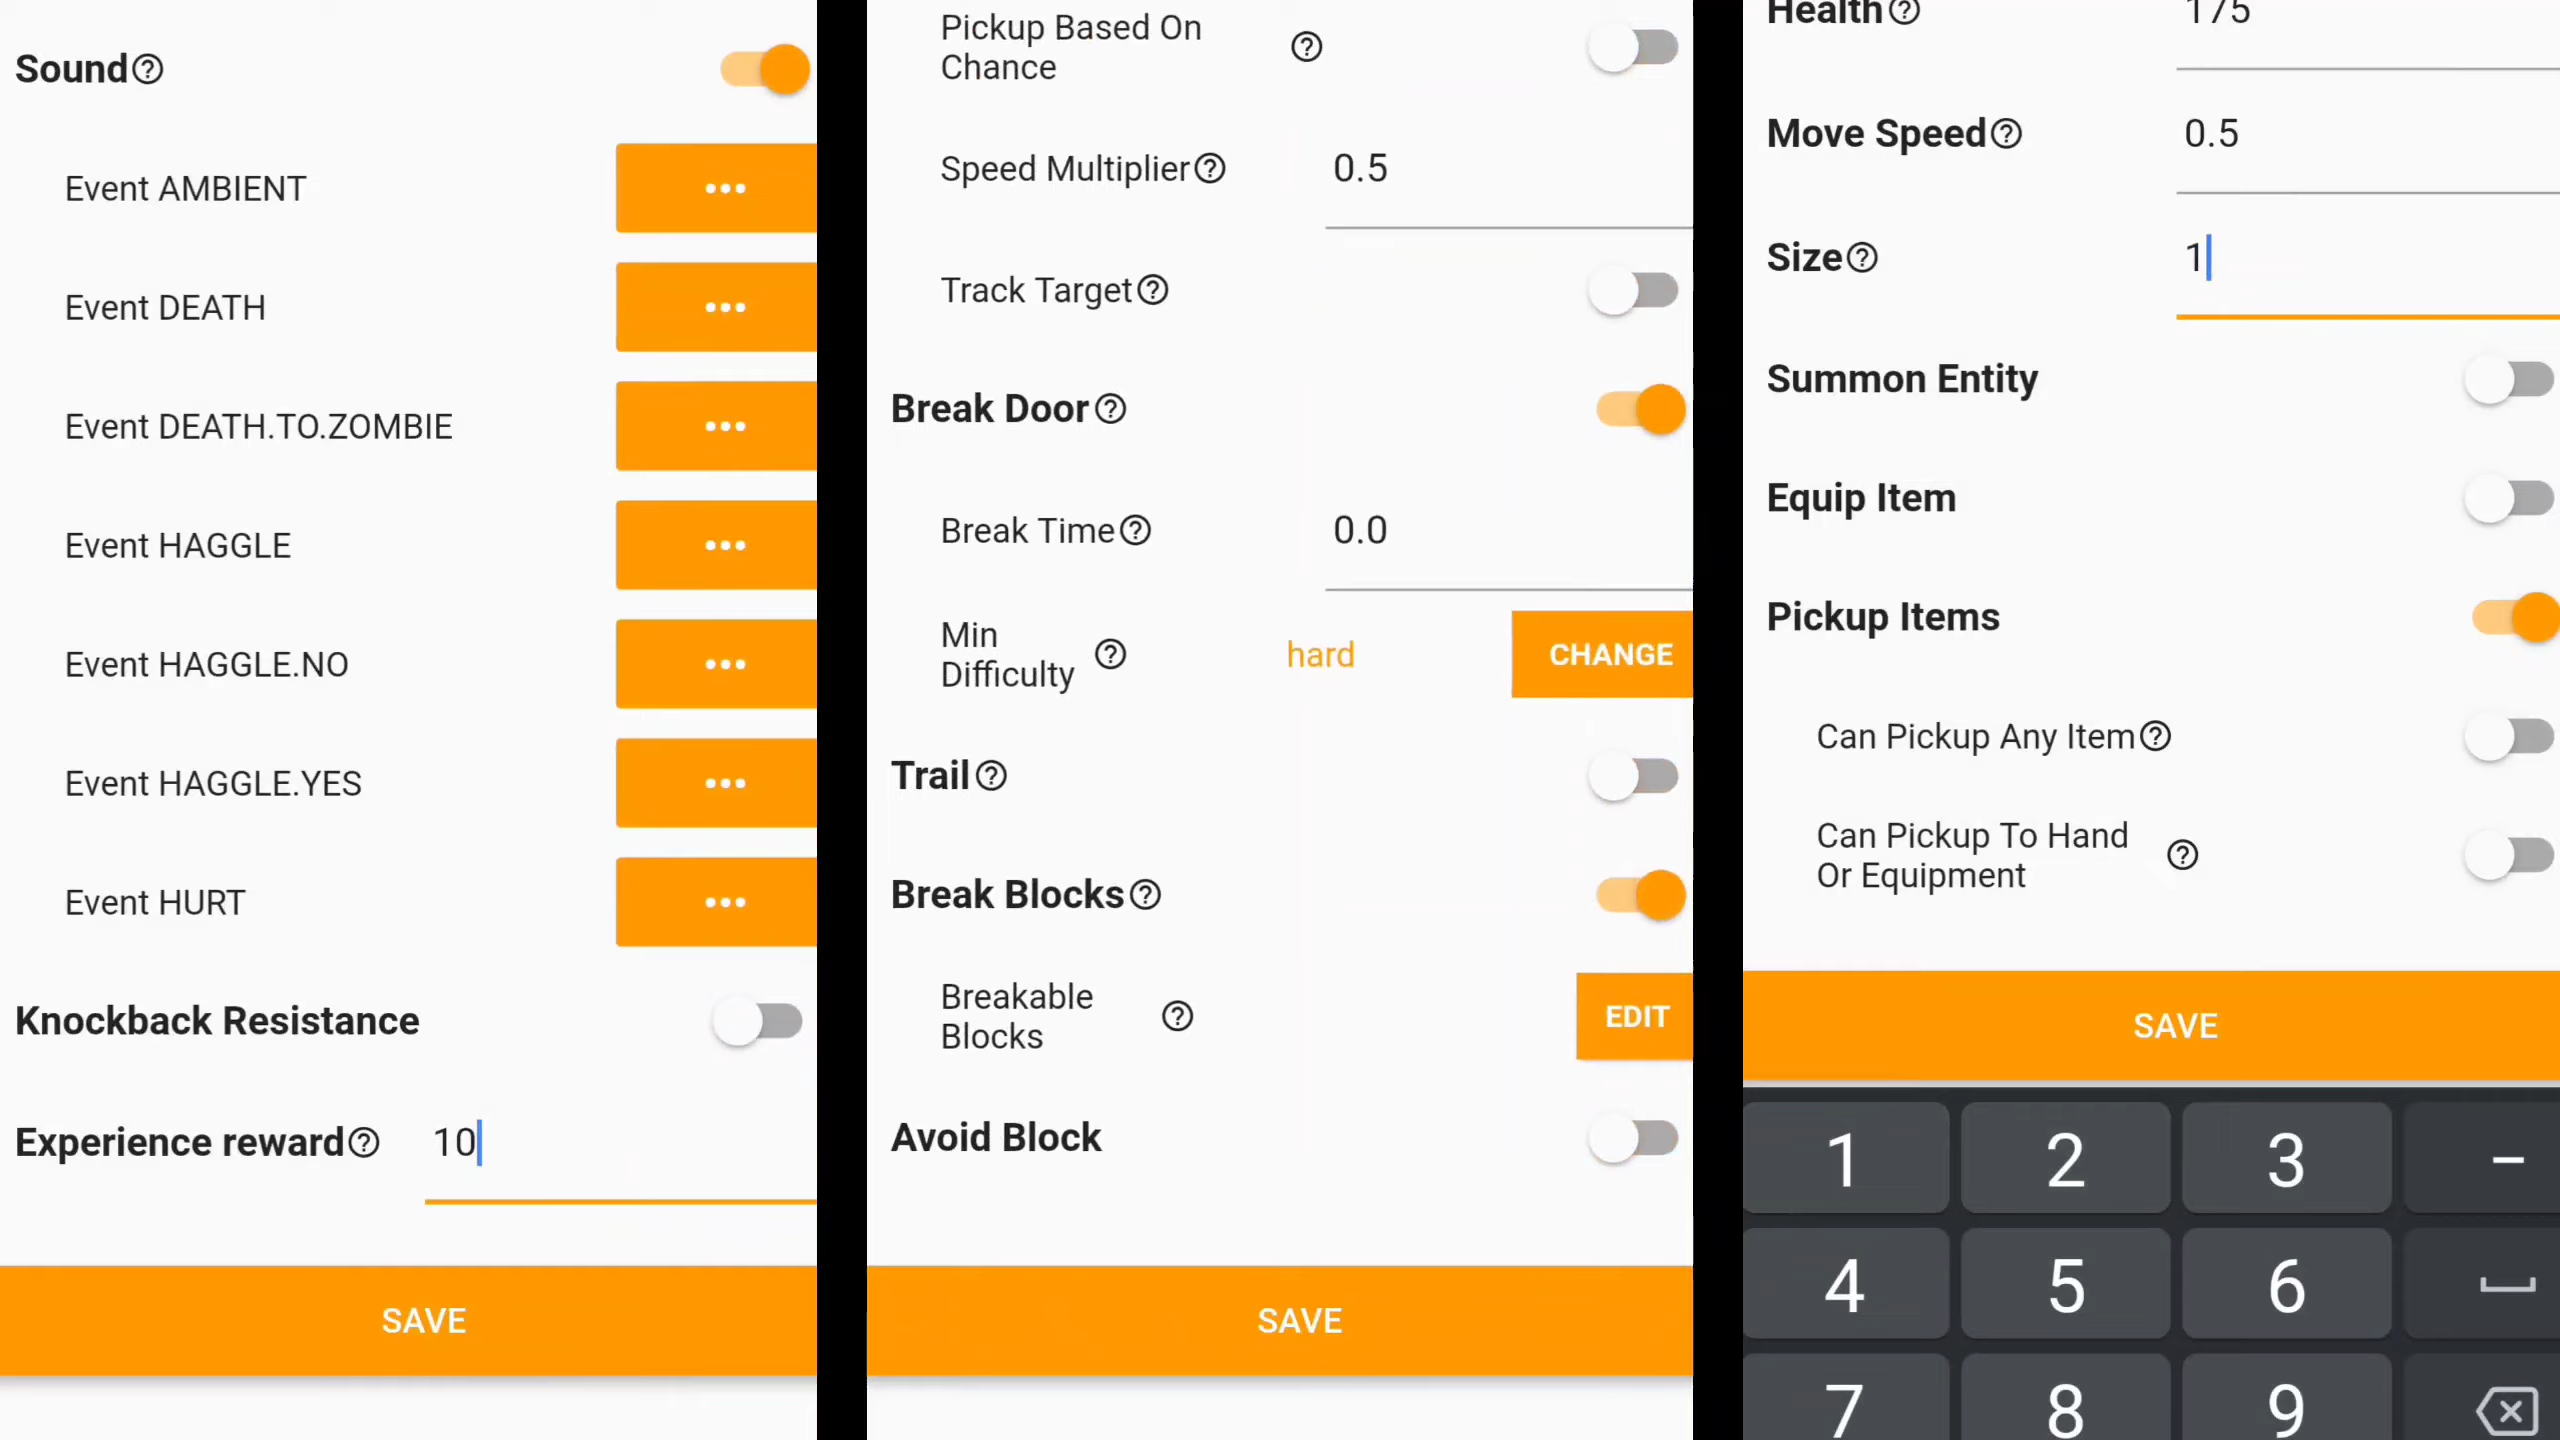 Sound
Event AMBIENT
Event DEATH
Event DEATH.TO.ZOMBIE
Event HAGGLE
Event HAGGLE.NO
Event HAGGLE.YES
Event HURT
Knockback Resistance
Experience reward 10
SAVE
Pickup Based On
Chance
Speed Multiplier 0.5
Track Target
Break Door
Break Time 0.0
Min
Difficulty
hard CHANGE
Trail
Break Blocks
Breakable
Blocks
EDIT
Avoid Block
SAVE
Health 175
Move Speed 0.5
Size 1
Summon Entity
Equip Item
Pickup Items
Can Pickup Any Item
Can Pickup To Hand
Or Equipment
SAVE
1 2 3 −
4 5 6
7 8 9